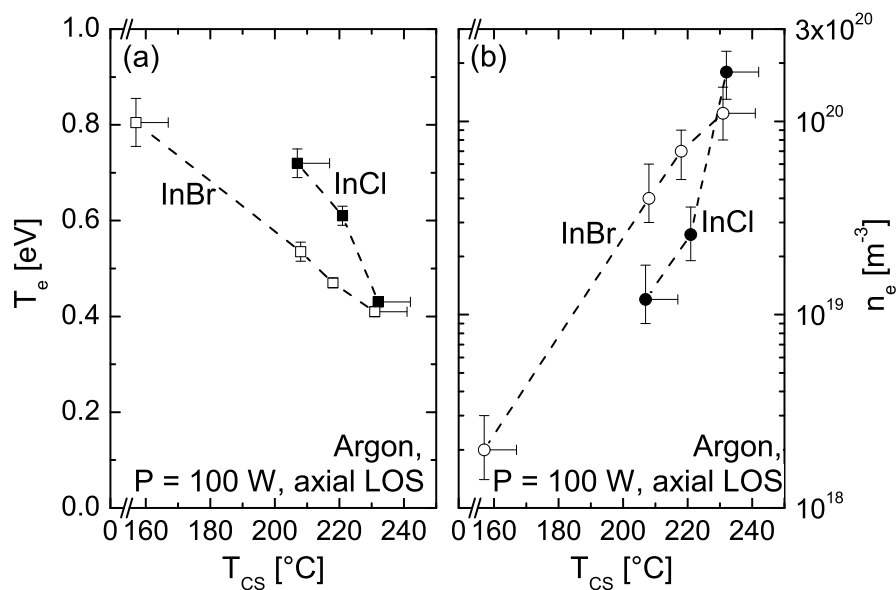 1.0
0.8
0.6
0.4
0.2
0.0
T_e [eV]
(a)
InBr
InCl
Argon,
P = 100 W, axial LOS
0 160 200 220 240
T_CS [°C]
(b)
InBr
InCl
Argon,
P = 100 W, axial LOS
0 160 200 220 240
T_CS [°C]
3x10^20
10^20
10^19
10^18
n_e [m^-3]